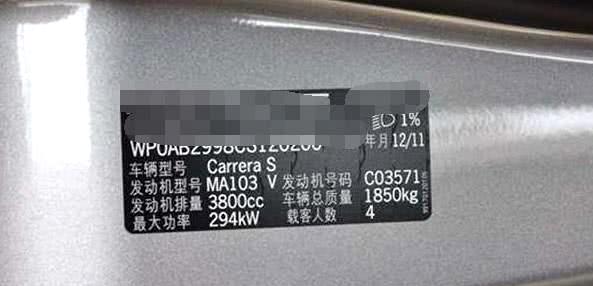 1%
年月 12/11
车辆型号 Carrera S
发动机型号 MA103 V 发动机号码 C03571
发动机排量 3800cc 车辆总质量 1850kg
最大功率 294kW 载客人数 4